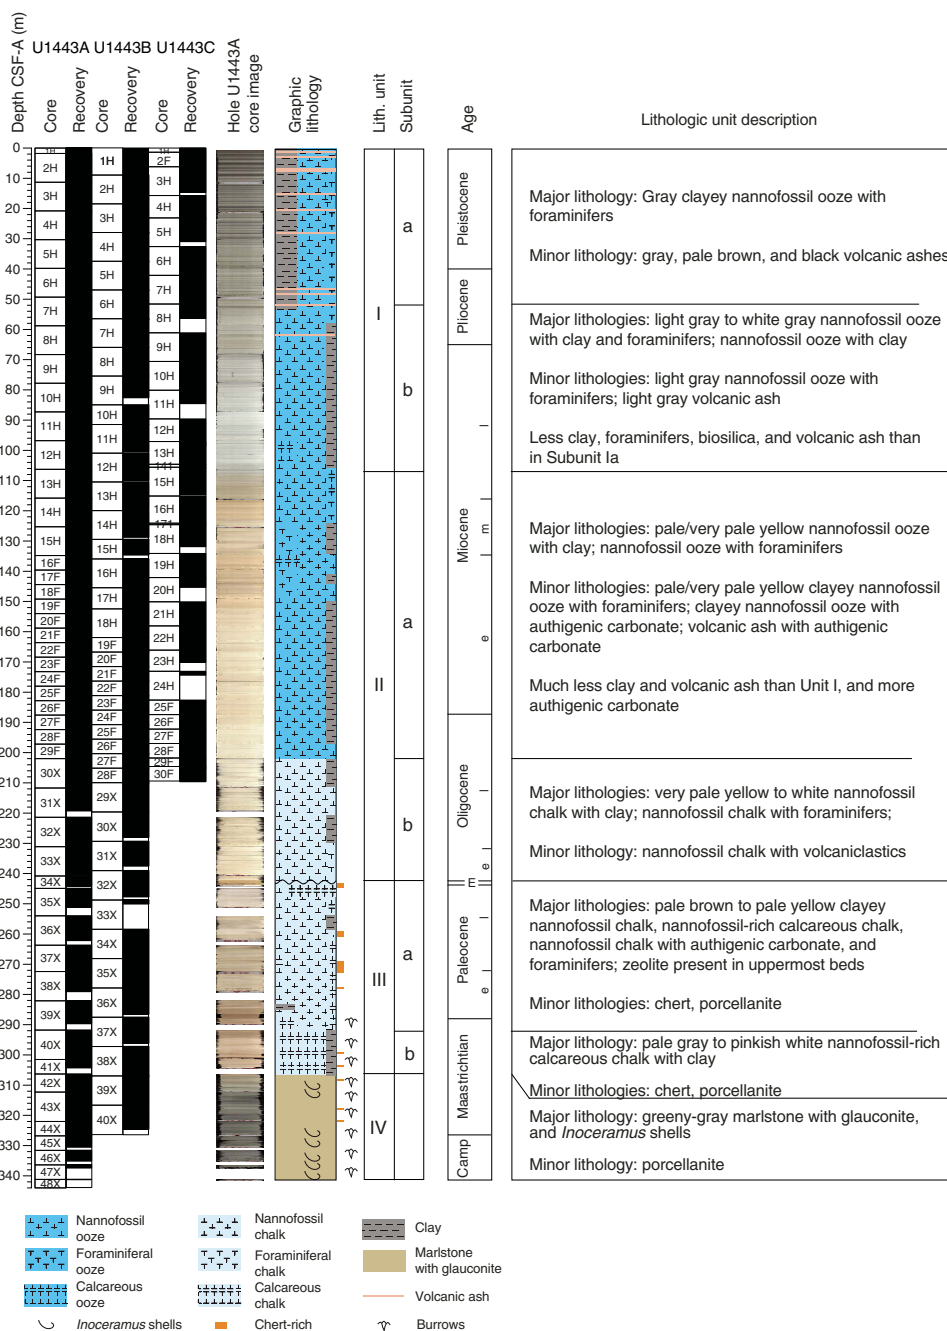 Depth CSF-A (m)
U1443A U1443B U1443C
Core
Recovery
Core
Recovery
Core
Recovery
Hole U1443A
core image
Graphic
lithology
Lith. unit
Subunit
Age
Lithologic unit description
0
10
20
30
40
50
60
70
80
90
100
110
120
130
140
150
160
170
180
190
200
210
220
230
240
250
260
270
280
290
300
310
320
330
340
1H
2H
3H
4H
5H
6H
7H
8H
9H
10H
11H
12H
13H
14H
15H
16F
17F
18F
19F
20F
21F
22F
23F
24F
25F
26F
27F
28F
29F
30X
31X
32X
33X
34X
35X
36X
37X
38X
39X
40X
41X
42X
43X
44X
45X
46X
47X
48X
1H
2H
3H
4H
5H
6H
7H
8H
9H
10H
11H
12H
13H
14H
15H
16H
17H
18H
19F
20F
21F
22F
23F
24F
25F
26F
27F
28F
29X
30X
31X
32X
33X
34X
35X
36X
37X
38X
39X
40X
1H
2F
3H
4H
5H
6H
7H
8H
9H
10H
11H
12H
13H
141
15H
16H
171
18H
19H
20H
21H
22H
23H
24H
25F
26F
27F
28F
29F
30F
I
II
III
IV
a
b
a
b
a
b
Pleistocene
Pliocene
Miocene
l
m
e
Oligocene
l
e
E
Paleocene
l
e
Maastrichtian
Camp
Major lithology: Gray clayey nannofossil ooze with
foraminifers
Minor lithology: gray, pale brown, and black volcanic ashes
Major lithologies: light gray to white gray nannofossil ooze
with clay and foraminifers; nannofossil ooze with clay
Minor lithologies: light gray nannofossil ooze with
foraminifers; light gray volcanic ash
Less clay, foraminifers, biosilica, and volcanic ash than
in Subunit Ia
Major lithologies: pale/very pale yellow nannofossil ooze
with clay; nannofossil ooze with foraminifers
Minor lithologies: pale/very pale yellow clayey nannofossil
ooze with foraminifers; clayey nannofossil ooze with
authigenic carbonate; volcanic ash with authigenic
carbonate
Much less clay and volcanic ash than Unit I, and more
authigenic carbonate
Major lithologies: very pale yellow to white nannofossil
chalk with clay; nannofossil chalk with foraminifers;
Minor lithology: nannofossil chalk with volcaniclastics
Major lithologies: pale brown to pale yellow clayey
nannofossil chalk, nannofossil-rich calcareous chalk,
nannofossil chalk with authigenic carbonate, and
foraminifers; zeolite present in uppermost beds
Minor lithologies: chert, porcellanite
Major lithology: pale gray to pinkish white nannofossil-rich
calcareous chalk with clay
Minor lithologies: chert, porcellanite
Major lithology: greeny-gray marlstone with glauconite,
and Inoceramus shells
Minor lithology: porcellanite
Nannofossil
ooze
Foraminiferal
ooze
Calcareous
ooze
Inoceramus shells
Nannofossil
chalk
Foraminiferal
chalk
Calcareous
chalk
Chert-rich
Clay
Marlstone
with glauconite
Volcanic ash
Burrows